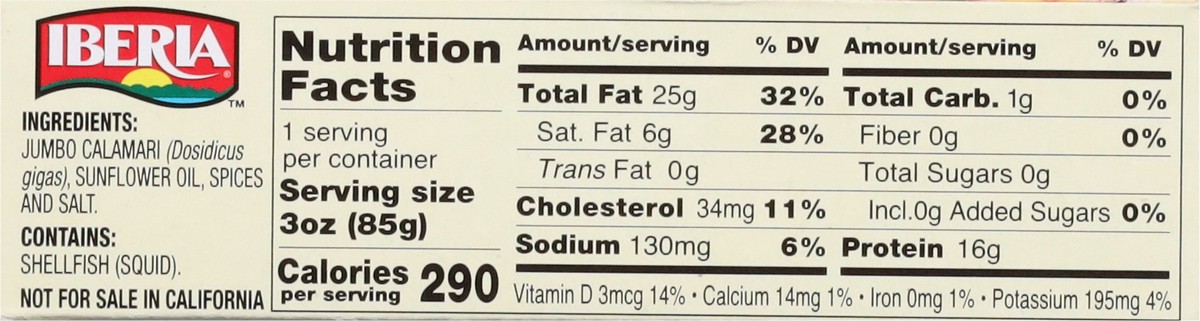 IBERIA
®
™
INGREDIENTS:
JUMBO CALAMARI (Dosidicus
gigas), SUNFLOWER OIL, SPICES
AND SALT.
CONTAINS:
SHELLFISH (SQUID).
NOT FOR SALE IN CALIFORNIA
Nutrition
Facts
1 serving
per container
Serving size
3oz (85g)
Calories 290
per serving
Amount/serving % DV
Total Fat 25g 32%
Sat. Fat 6g 28%
Trans Fat 0g
Cholesterol 34mg 11%
Sodium 130mg 6%
Amount/serving % DV
Total Carb. 1g 0%
Fiber 0g 0%
Total Sugars 0g
Incl.0g Added Sugars 0%
Protein 16g
Vitamin D 3mcg 14% • Calcium 14mg 1% • Iron 0mg 1% • Potassium 195mg 4%